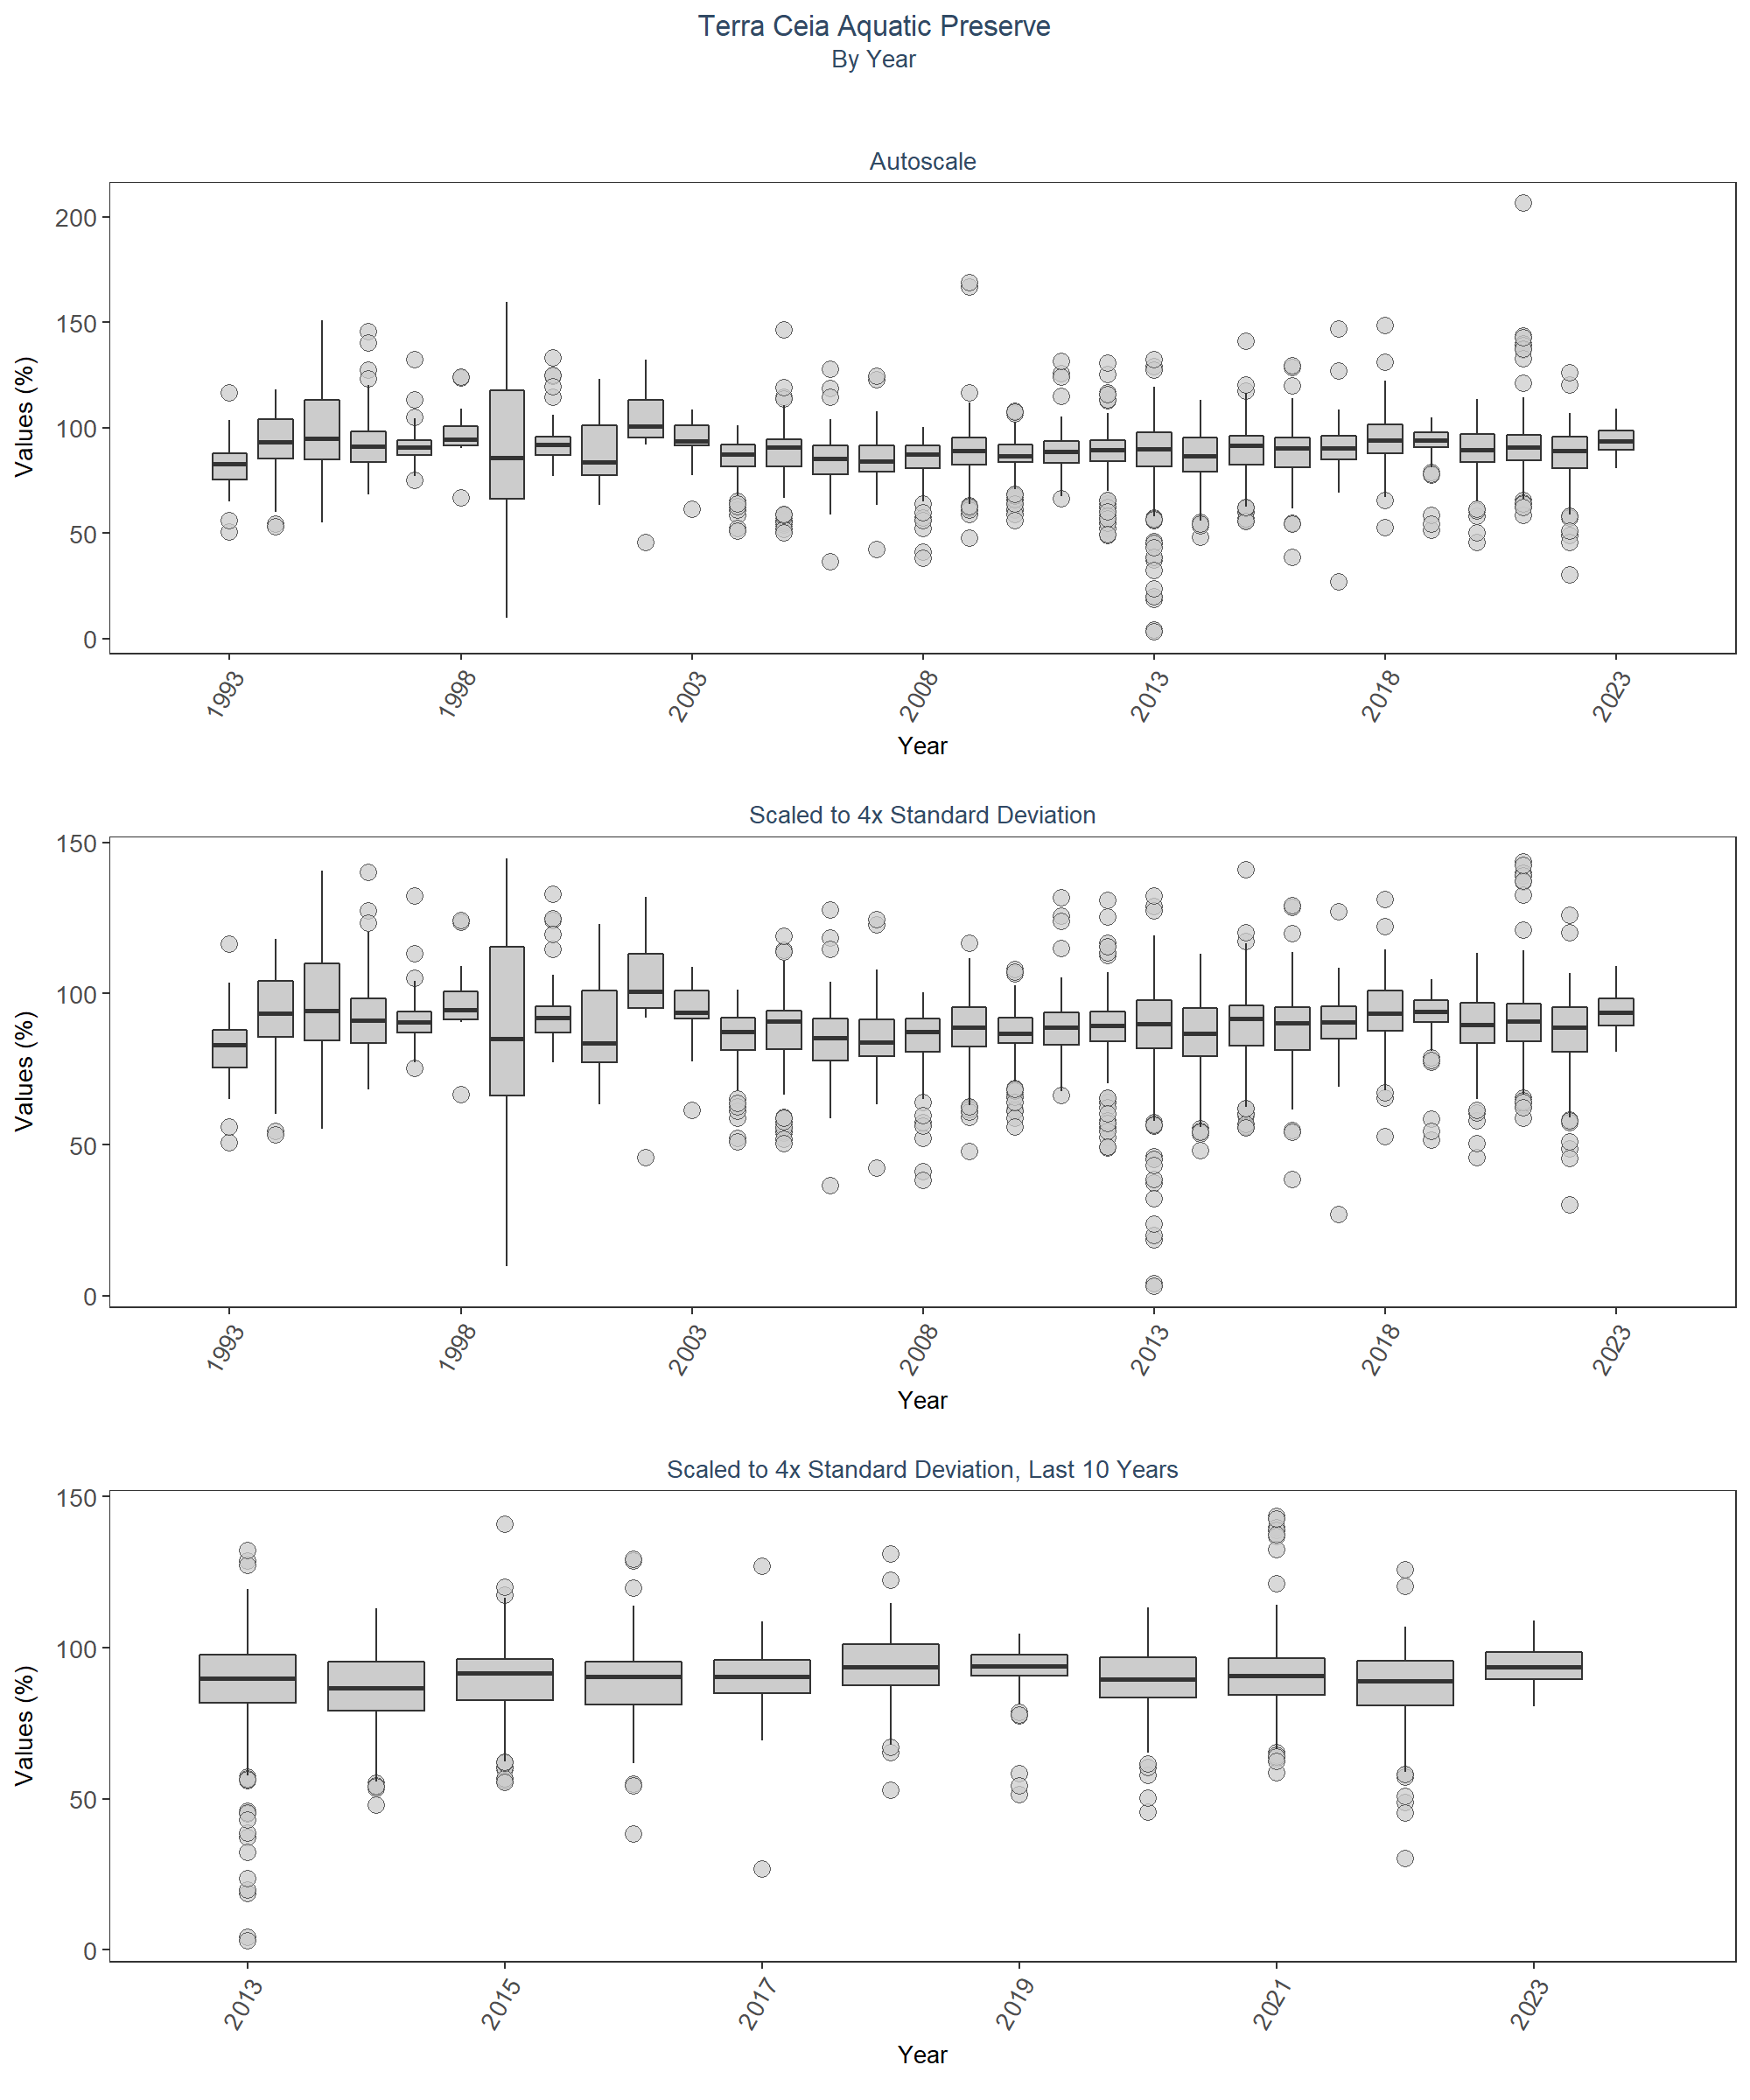 Terra Ceia Aquatic Preserve
By Year
Autoscale
Values (%)
200
150
100
50
0
1993 1998 2003 2008 2013 2018 2023
Year
Scaled to 4x Standard Deviation
Values (%)
150
100
50
0
1993 1998 2003 2008 2013 2018 2023
Year
Scaled to 4x Standard Deviation, Last 10 Years
Values (%)
150
100
50
0
2013 2015 2017 2019 2021 2023
Year